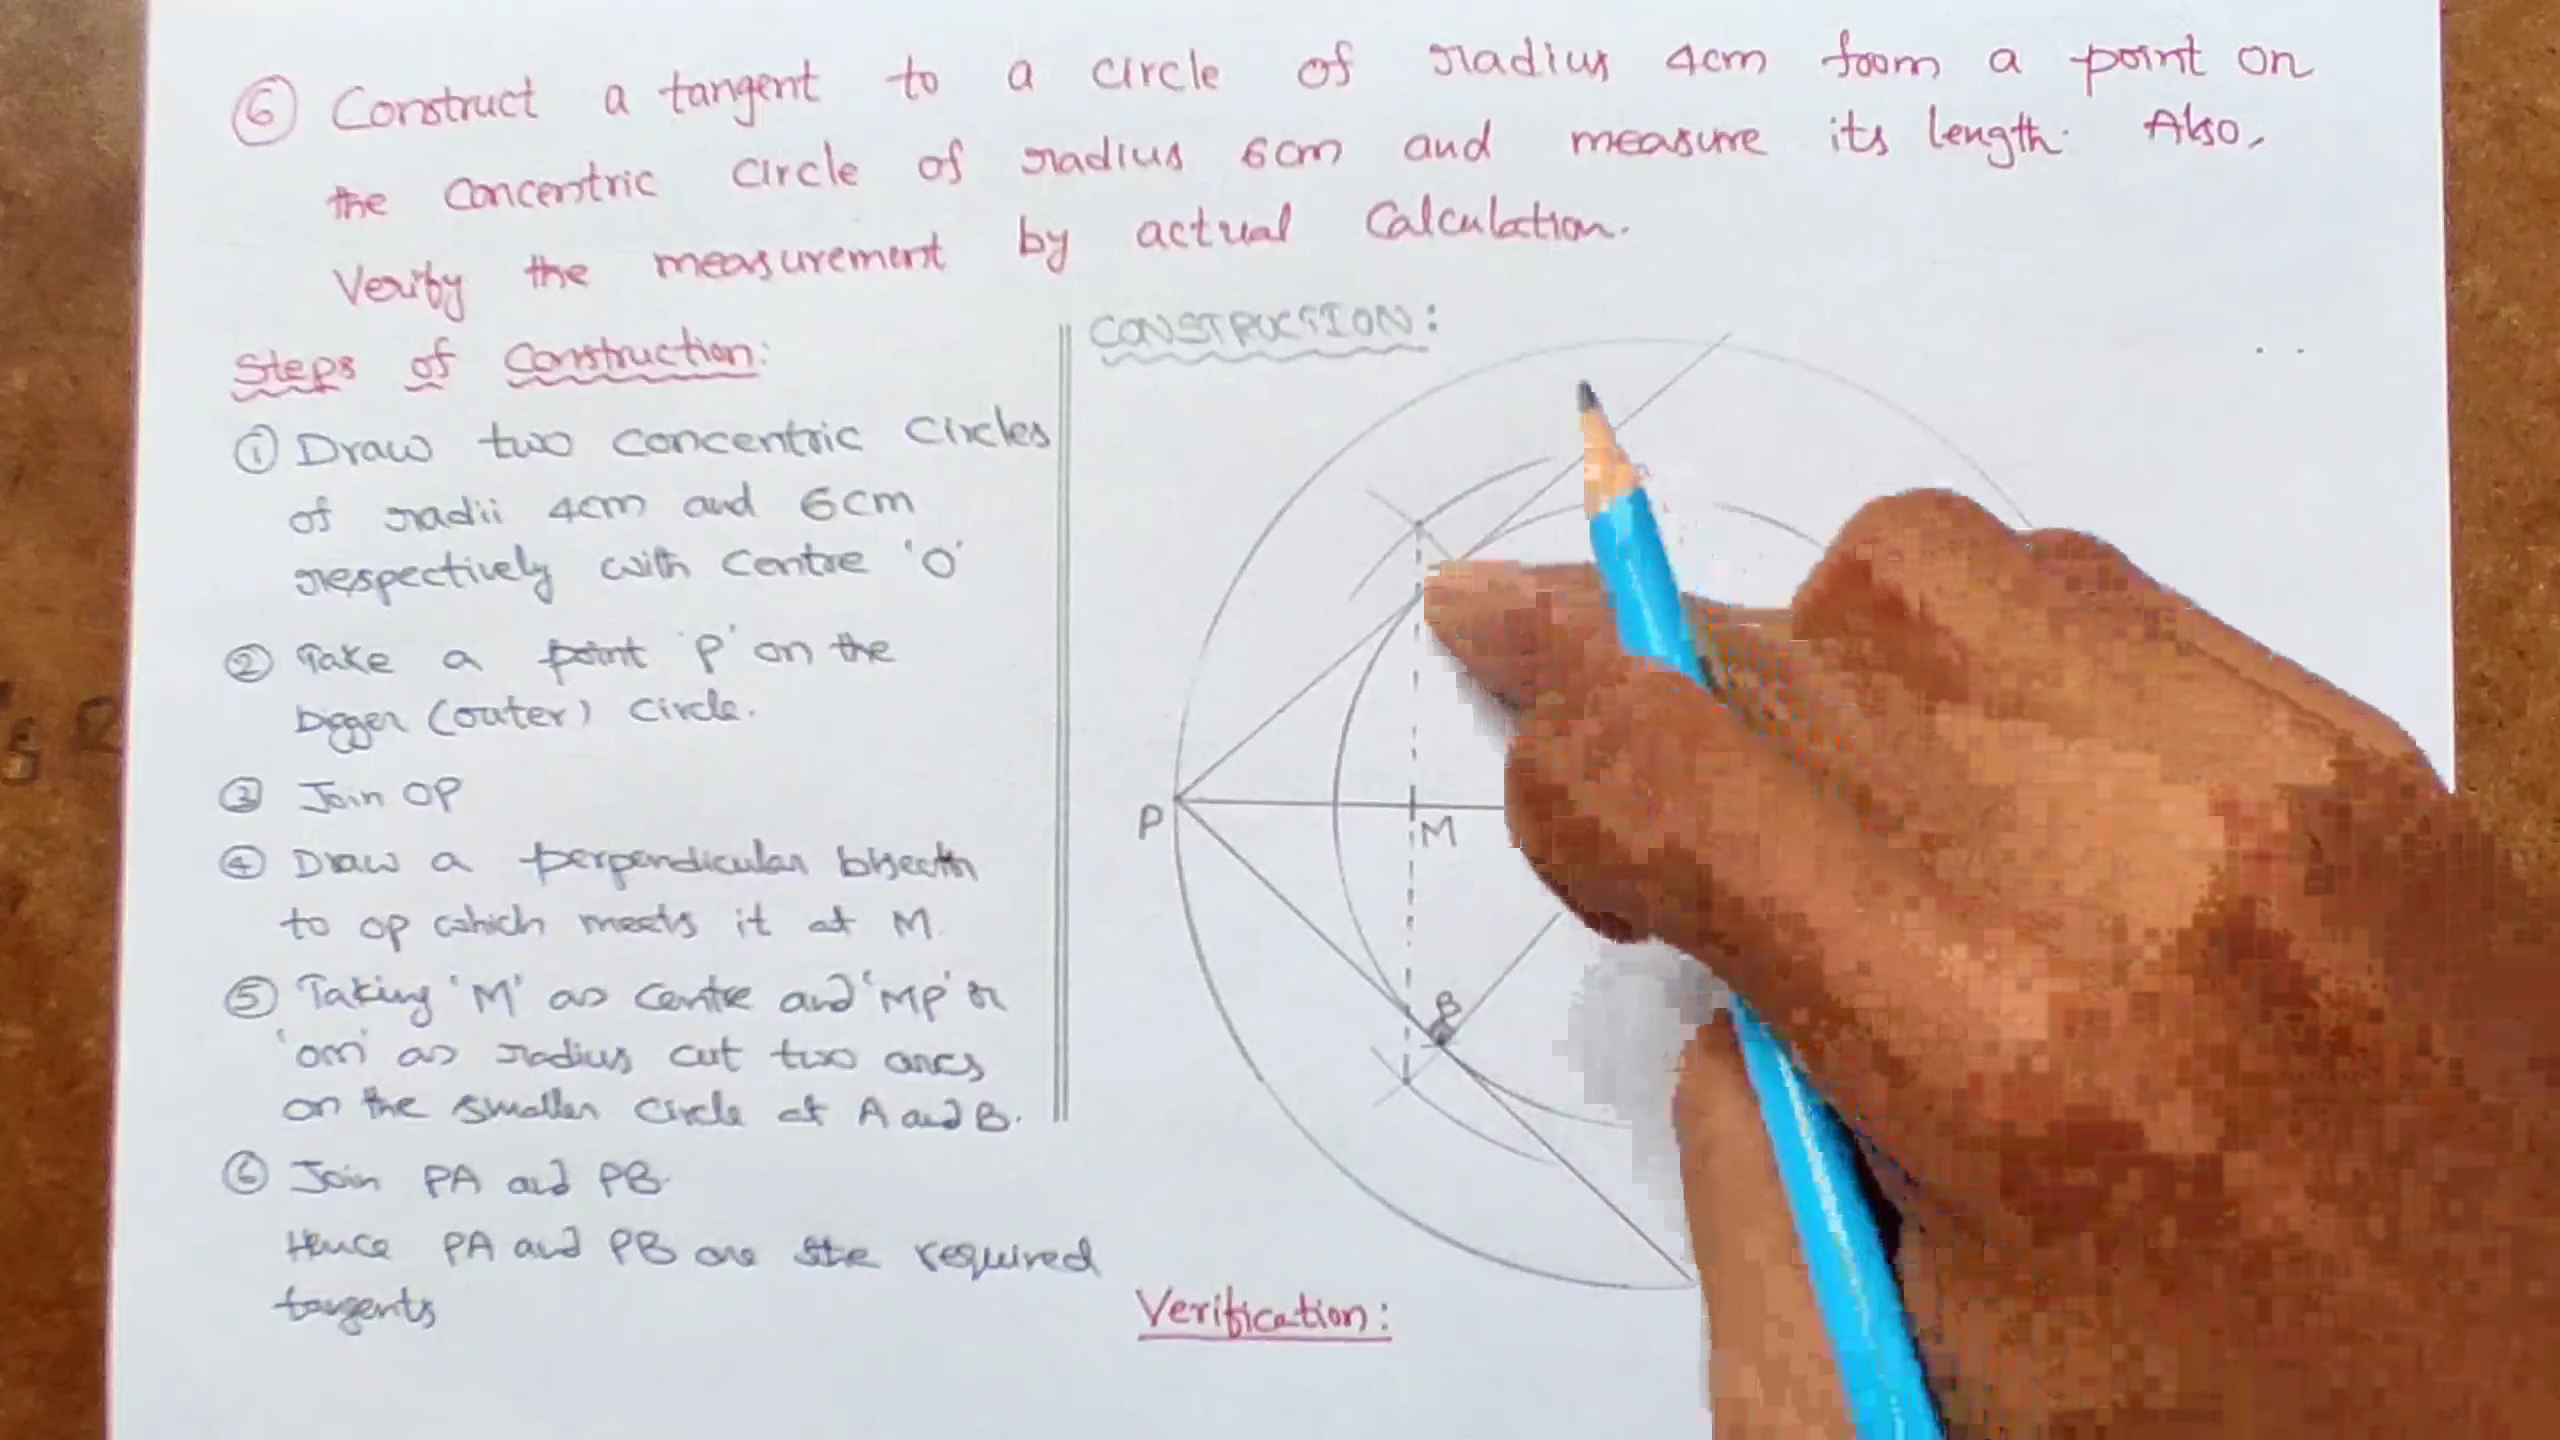 ⑥ Construct a tangent to a circle of radius 4cm from a point on
the concentric circle of radius 6cm and measure its length. Also,
Verify the measurement by actual Calculation.
Steps of Construction:
① Draw two concentric Circles
of radii 4cm and 6cm
respectively with Centre 'O'
② Take a point 'P' on the
bigger (outer) circle.
③ Join OP
④ Draw a perpendicular
to OP which meets it at M.
⑤ Taking 'M' as centre and 'MP' or
'OM' as radius cut two arcs
on the smaller circle at A and B.
⑥ Join PA and PB.
Hence PA and PB are the required
tangents
CONSTRUCTION:
P
M
B
Verification: